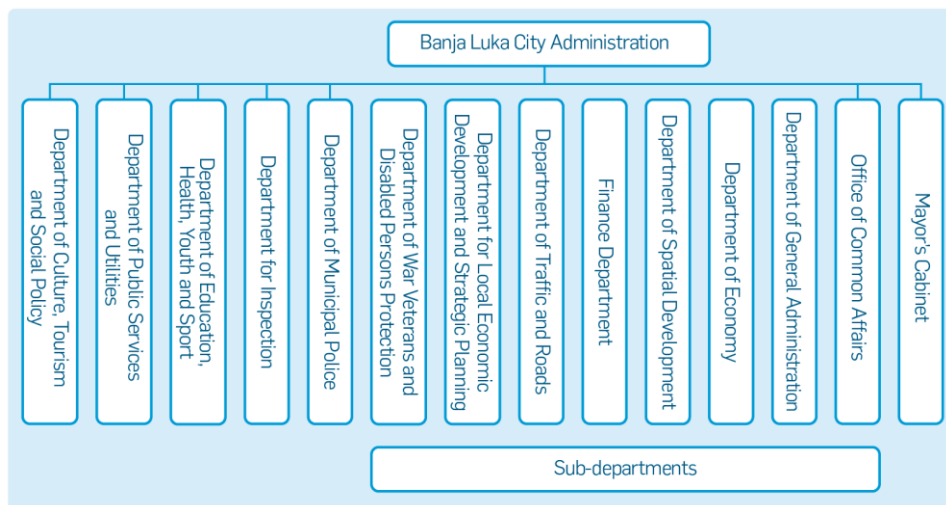 Banja Luka City Administration
Department of Culture, Tourism
and Social Policy
Department of Public Services
and Utilities
Department of Education,
Health, Youth and Sport
Department for Inspection
Department of Municipal Police
Department of War Veterans and
Disabled Persons Protection
Department for Local Economic
Development and Strategic Planning
Department of Traffic and Roads
Finance Department
Department of Spatial Development
Department of Economy
Department of General Administration
Office of Common Affairs
Mayor's Cabinet
Sub-departments